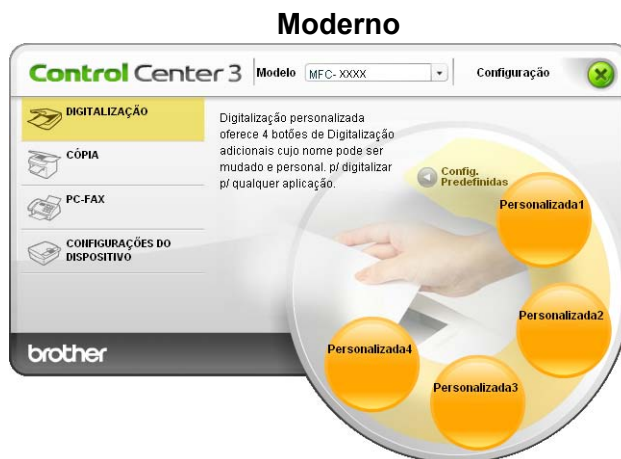 Moderno
Control Center 3
Modelo
MFC- XXXX
Configuração
DIGITALIZAÇÃO
CÓPIA
PC-FAX
CONFIGURAÇÕES DO
DISPOSITIVO
Digitalização personalizada
oferece 4 botões de Digitalização
adicionais cujo nome pode ser
mudado e personal. p/ digitalizar
p/ qualquer aplicação.
Config.
Predefinidas
Personalizada1
Personalizada2
Personalizada3
Personalizada4
brother